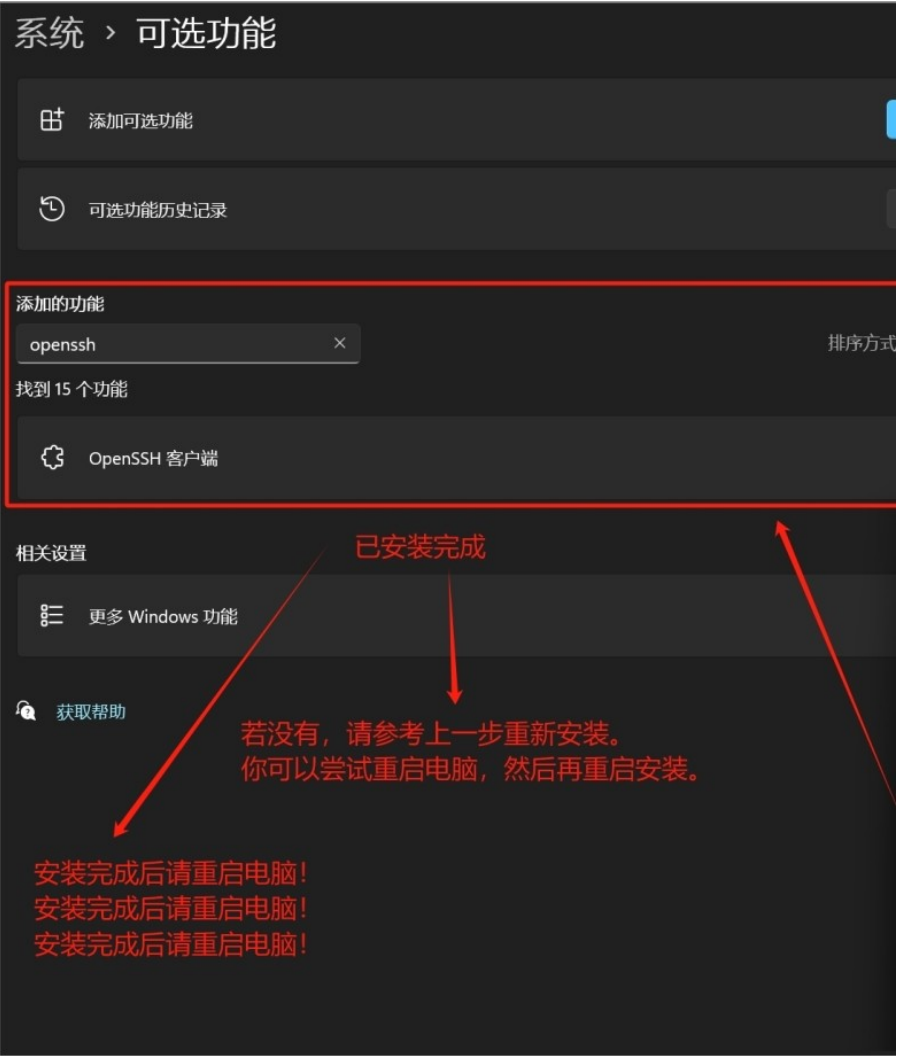 系统 › 可选功能
添加可选功能
可选功能历史记录
添加的功能
openssh
排序方式
找到 15 个功能
OpenSSH 客户端
已安装完成
相关设置
更多 Windows 功能
获取帮助
若没有，请参考上一步重新安装。
你可以尝试重启电脑，然后再重启安装。
安装完成后请重启电脑！
安装完成后请重启电脑！
安装完成后请重启电脑！